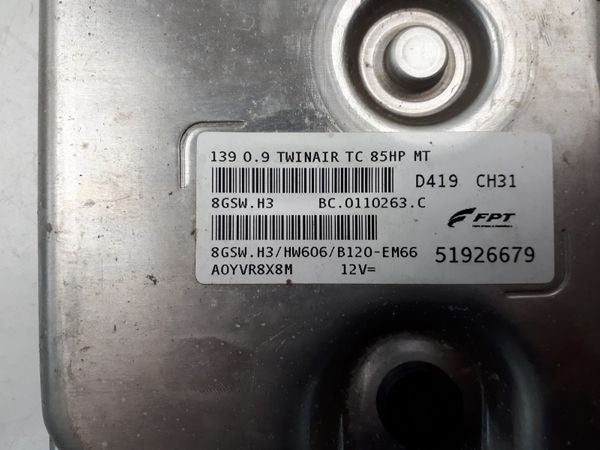 139 0.9 TWINAIR TC 85HP MT
D419 CH31
8GSW.H3 BC.0110263.C
FPT
8GSW.H3/HW606/B120-EM66
51926679
A0YVR8X8M 12V=